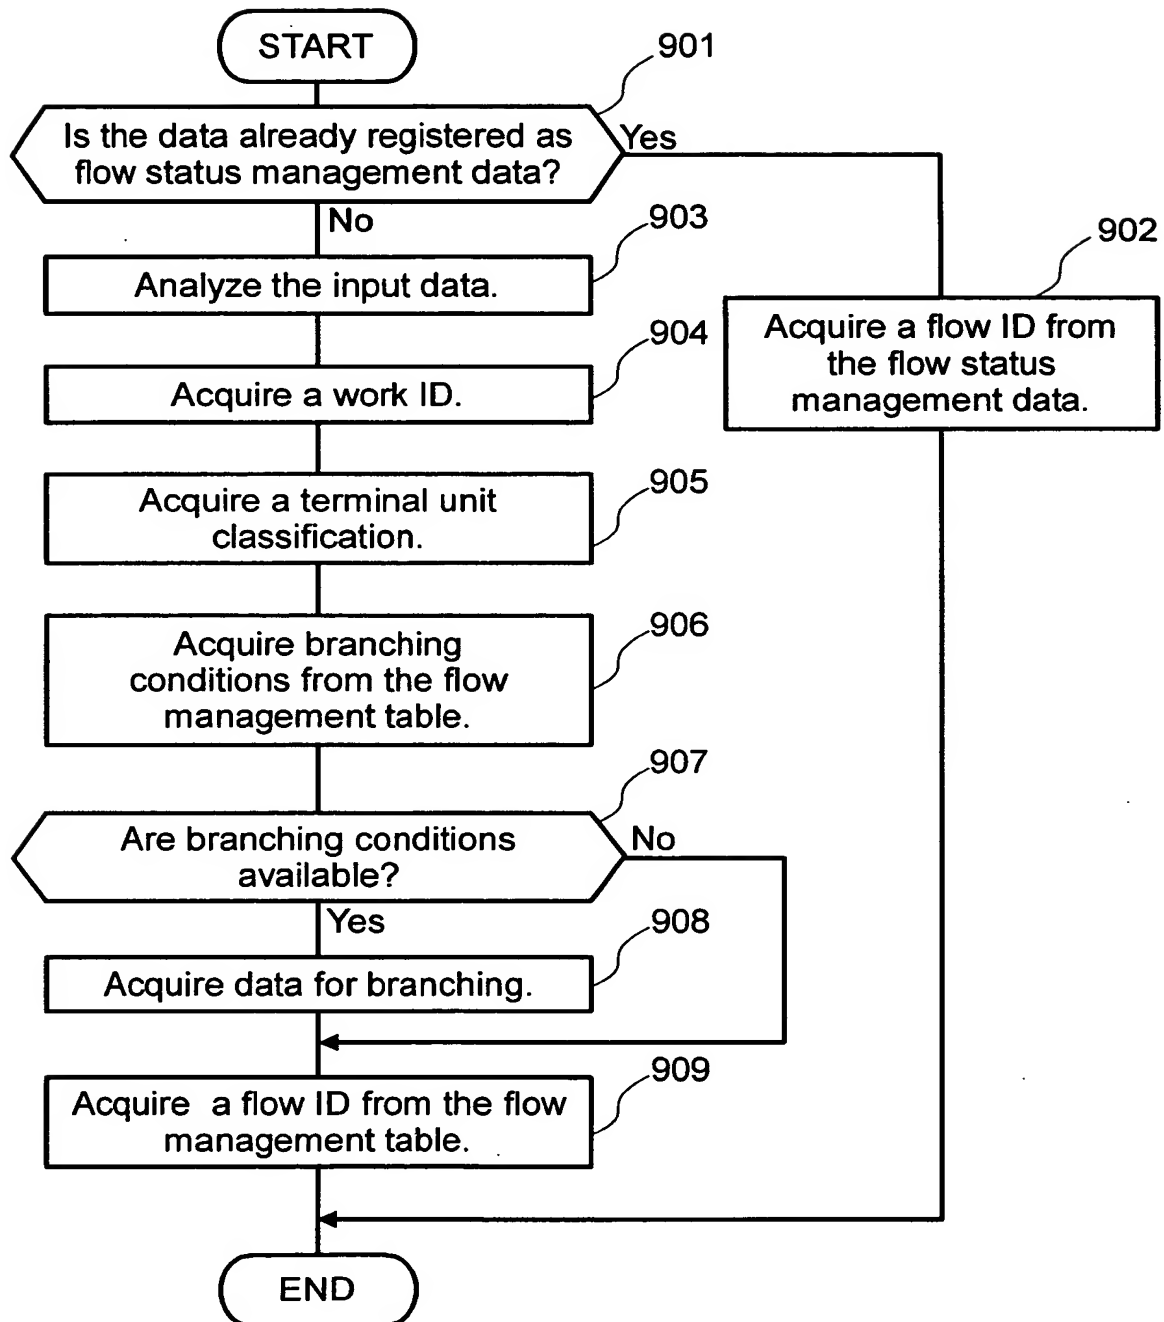 START
901
Is the data already registered as
flow status management data?
Yes
No
903
Analyze the input data.
902
Acquire a flow ID from
the flow status
management data.
904
Acquire a work ID.
905
Acquire a terminal unit
classification.
906
Acquire branching
conditions from the flow
management table.
907
Are branching conditions
available?
No
Yes
908
Acquire data for branching.
909
Acquire a flow ID from the flow
management table.
END